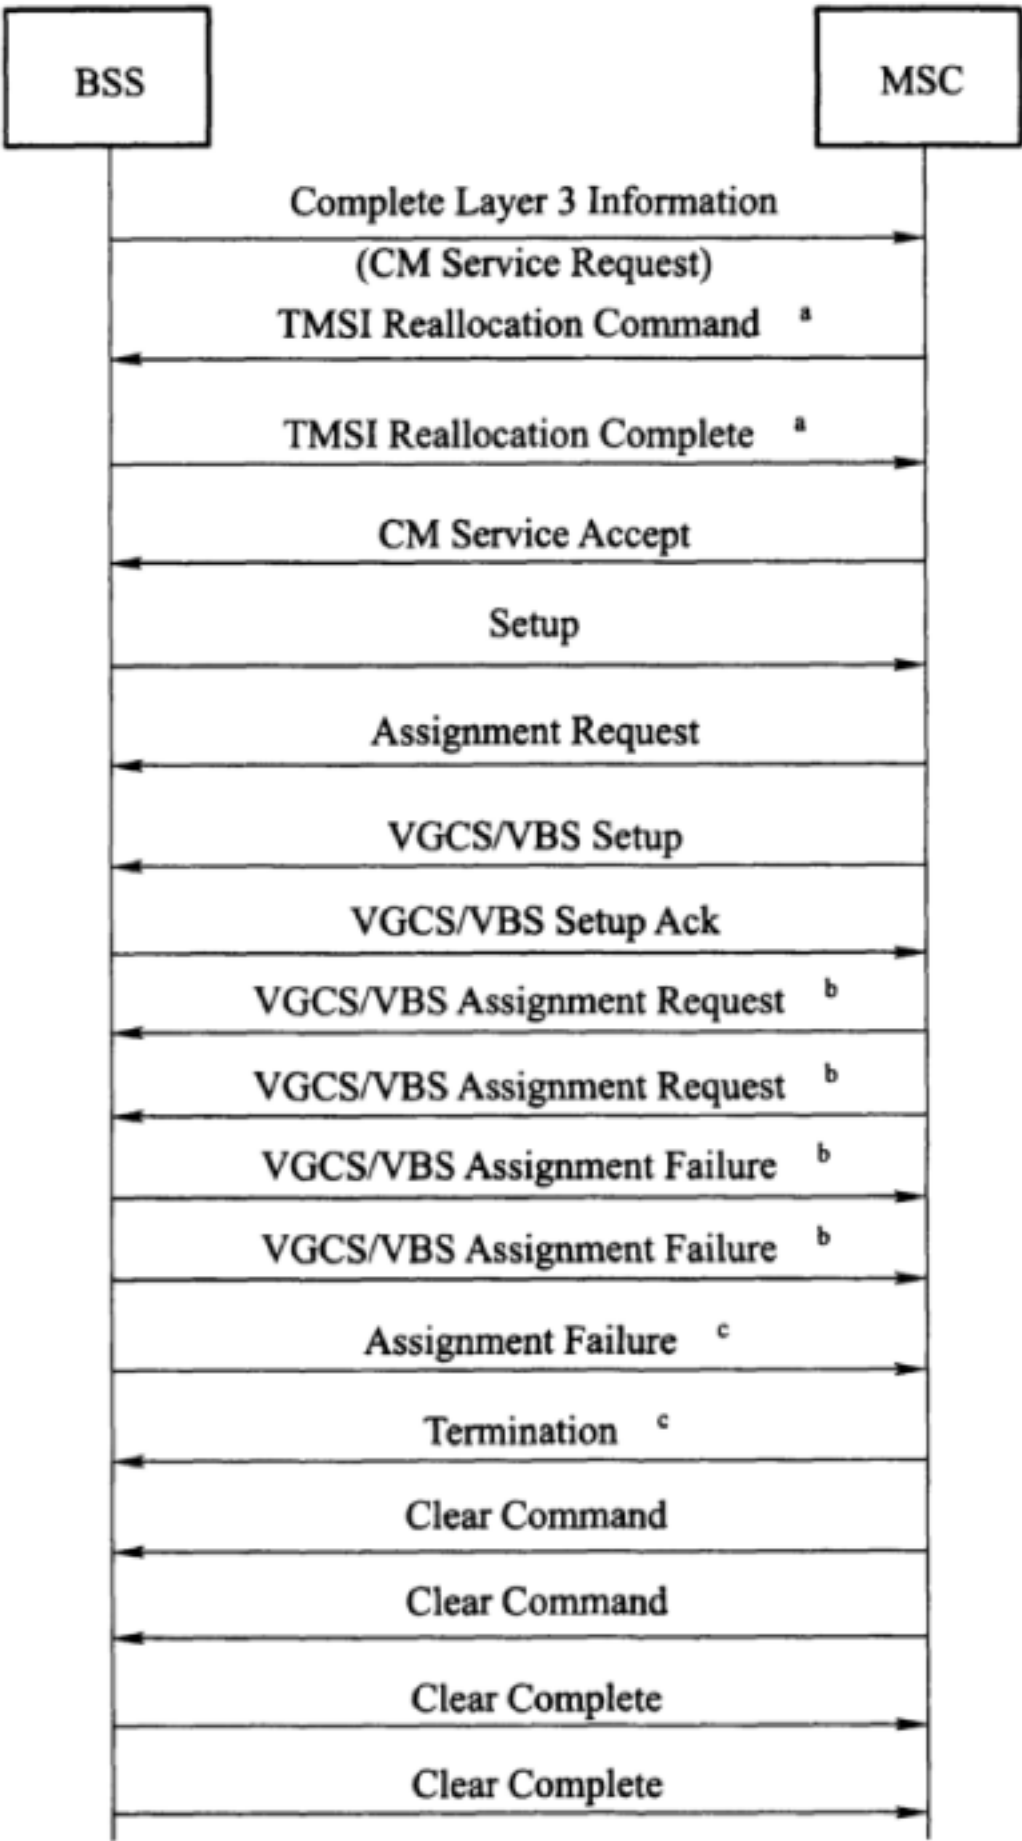 BSS
MSC
Complete Layer 3 Information
(CM Service Request)
TMSI Reallocation Command a
TMSI Reallocation Complete a
CM Service Accept
Setup
Assignment Request
VGCS/VBS Setup
VGCS/VBS Setup Ack
VGCS/VBS Assignment Request b
VGCS/VBS Assignment Request b
VGCS/VBS Assignment Failure b
VGCS/VBS Assignment Failure b
Assignment Failure c
Termination c
Clear Command
Clear Command
Clear Complete
Clear Complete